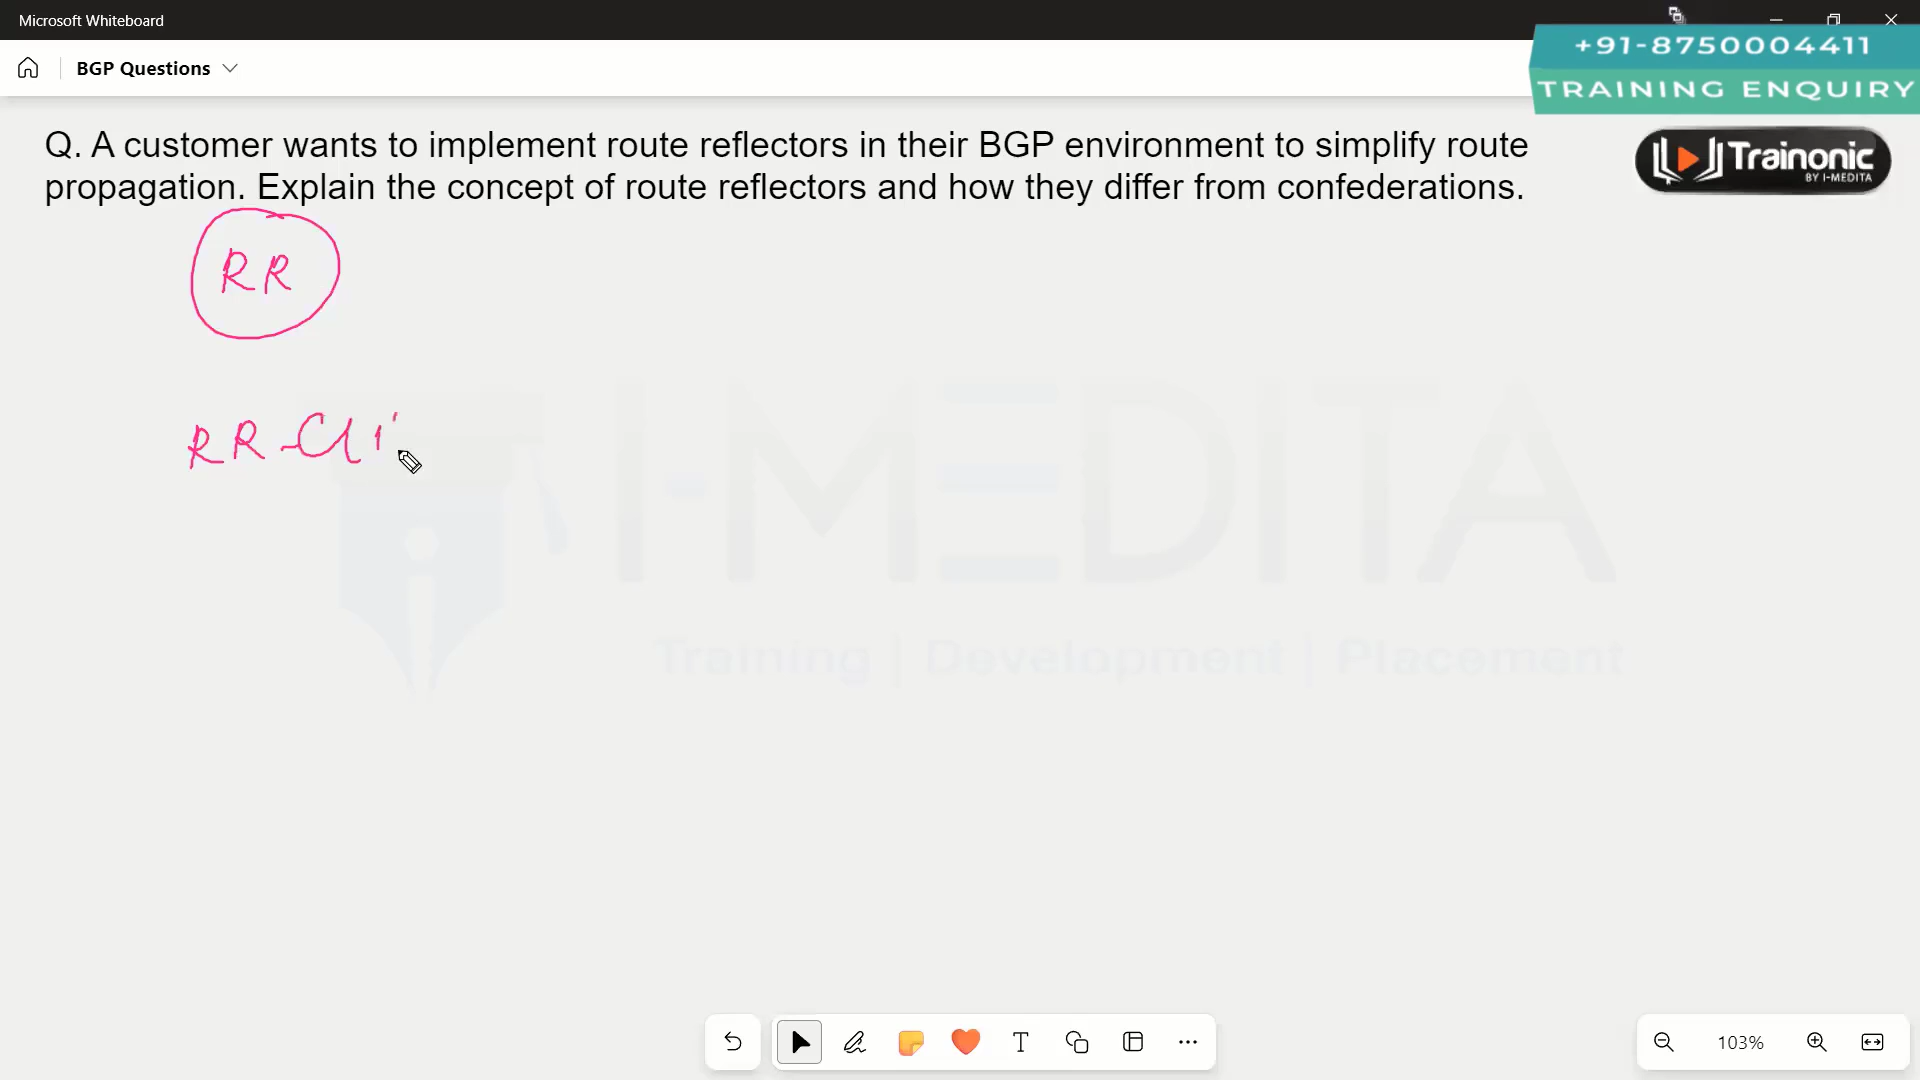 Microsoft Whiteboard
BGP Questions
+91-8750004411
TRAINING ENQUIRY
Q. A customer wants to implement route reflectors in their BGP environment to simplify route
propagation. Explain the concept of route reflectors and how they differ from confederations.
Trainonic
BY I-MEDITA
RR
RR-Cli
I-MEDITA
Training | Development | Placement
103%